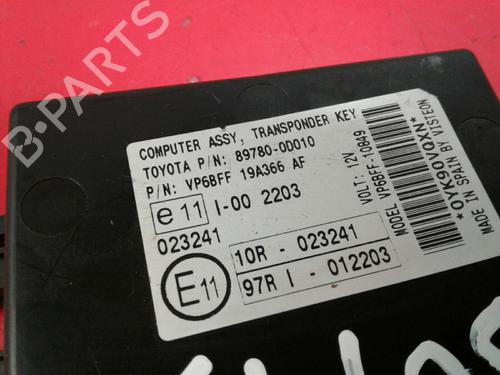 B-PARTS
COMPUTER ASSY, TRANSPONDER KEY
TOYOTA P/N: 89780-0D010
P/N: VP6BFF 19A366 AF
e 11 I-00 2203
023241
E 11
10R - 023241
97R I - 012203
VOLT: 12V
MODEL VP6BFF-10849
*OYK90VQXN*
MADE IN SPAIN BY VISTEON